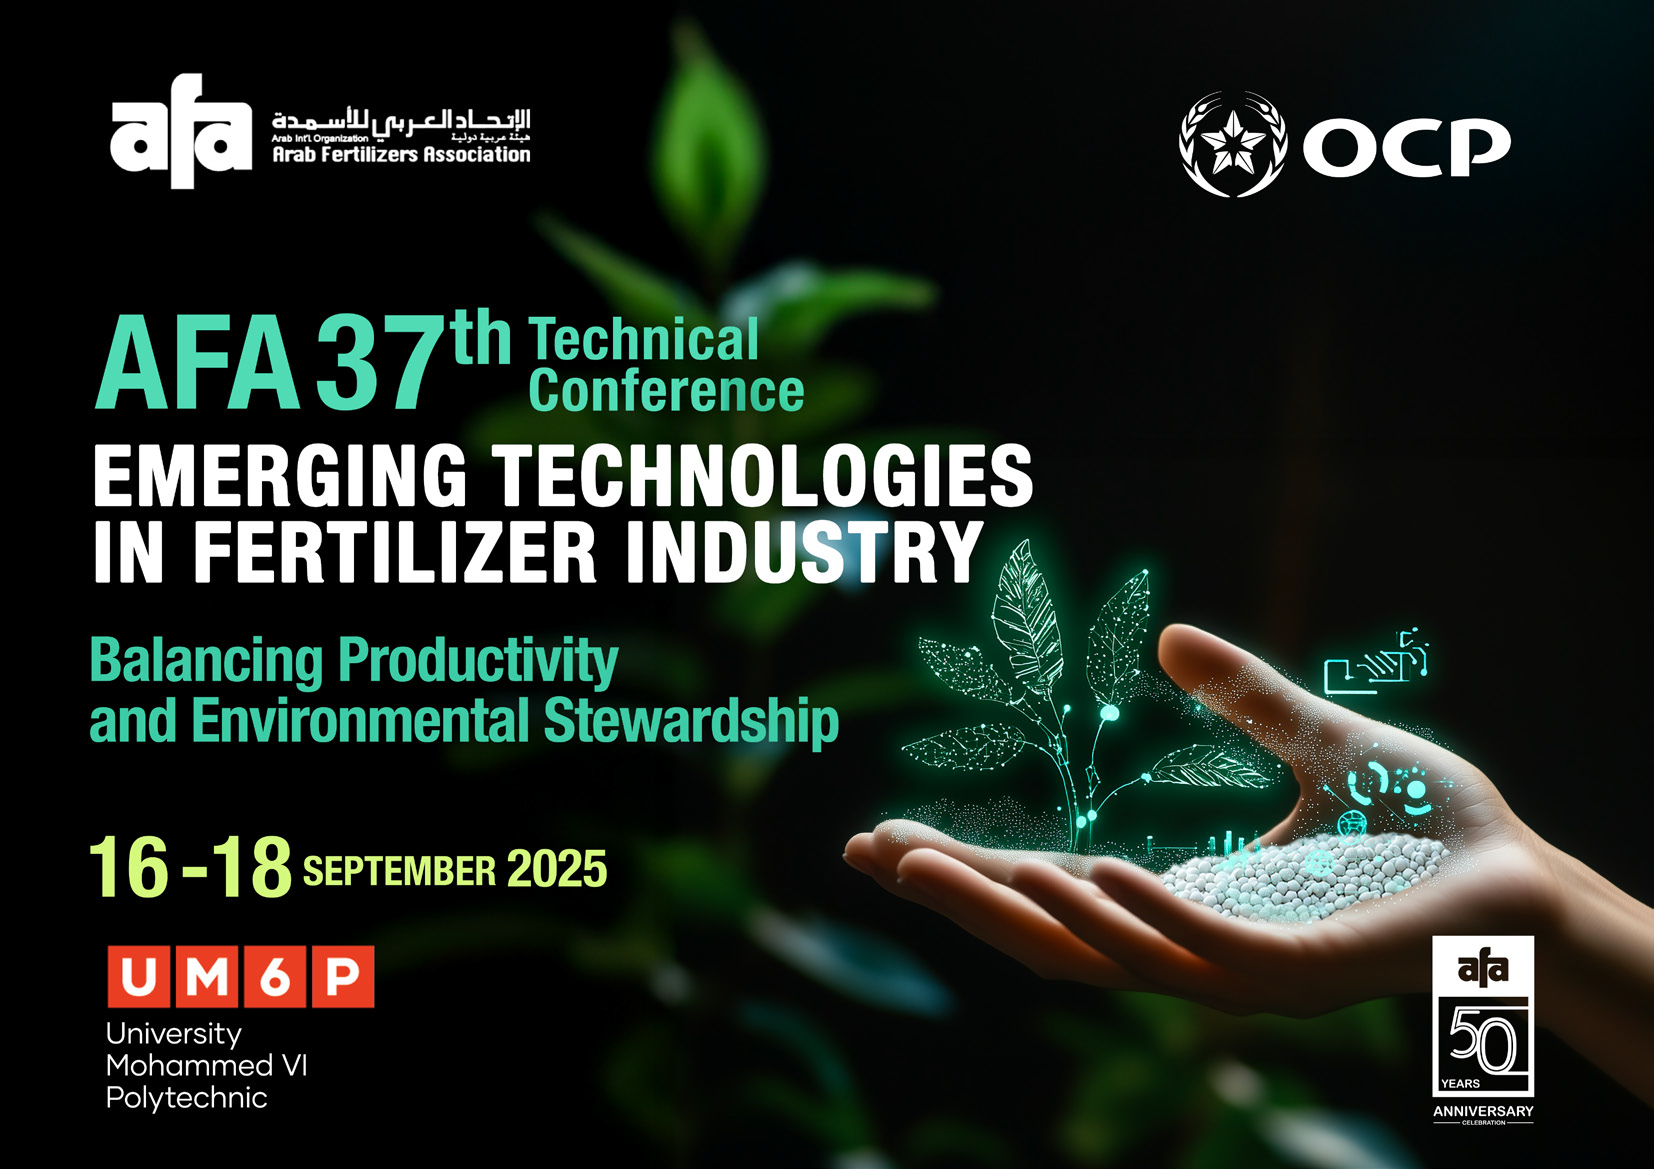 afa
الإتحاد العربي للأسمدة
Arab Int'l Organization هيئة عربية دولية
Arab Fertilizers Association
OCP
AFA 37th Technical
Conference
EMERGING TECHNOLOGIES
IN FERTILIZER INDUSTRY
Balancing Productivity
and Environmental Stewardship
16 -18 SEPTEMBER 2025
UM6P
University
Mohammed VI
Polytechnic
afa
50
YEARS
ANNIVERSARY
CELEBRATION